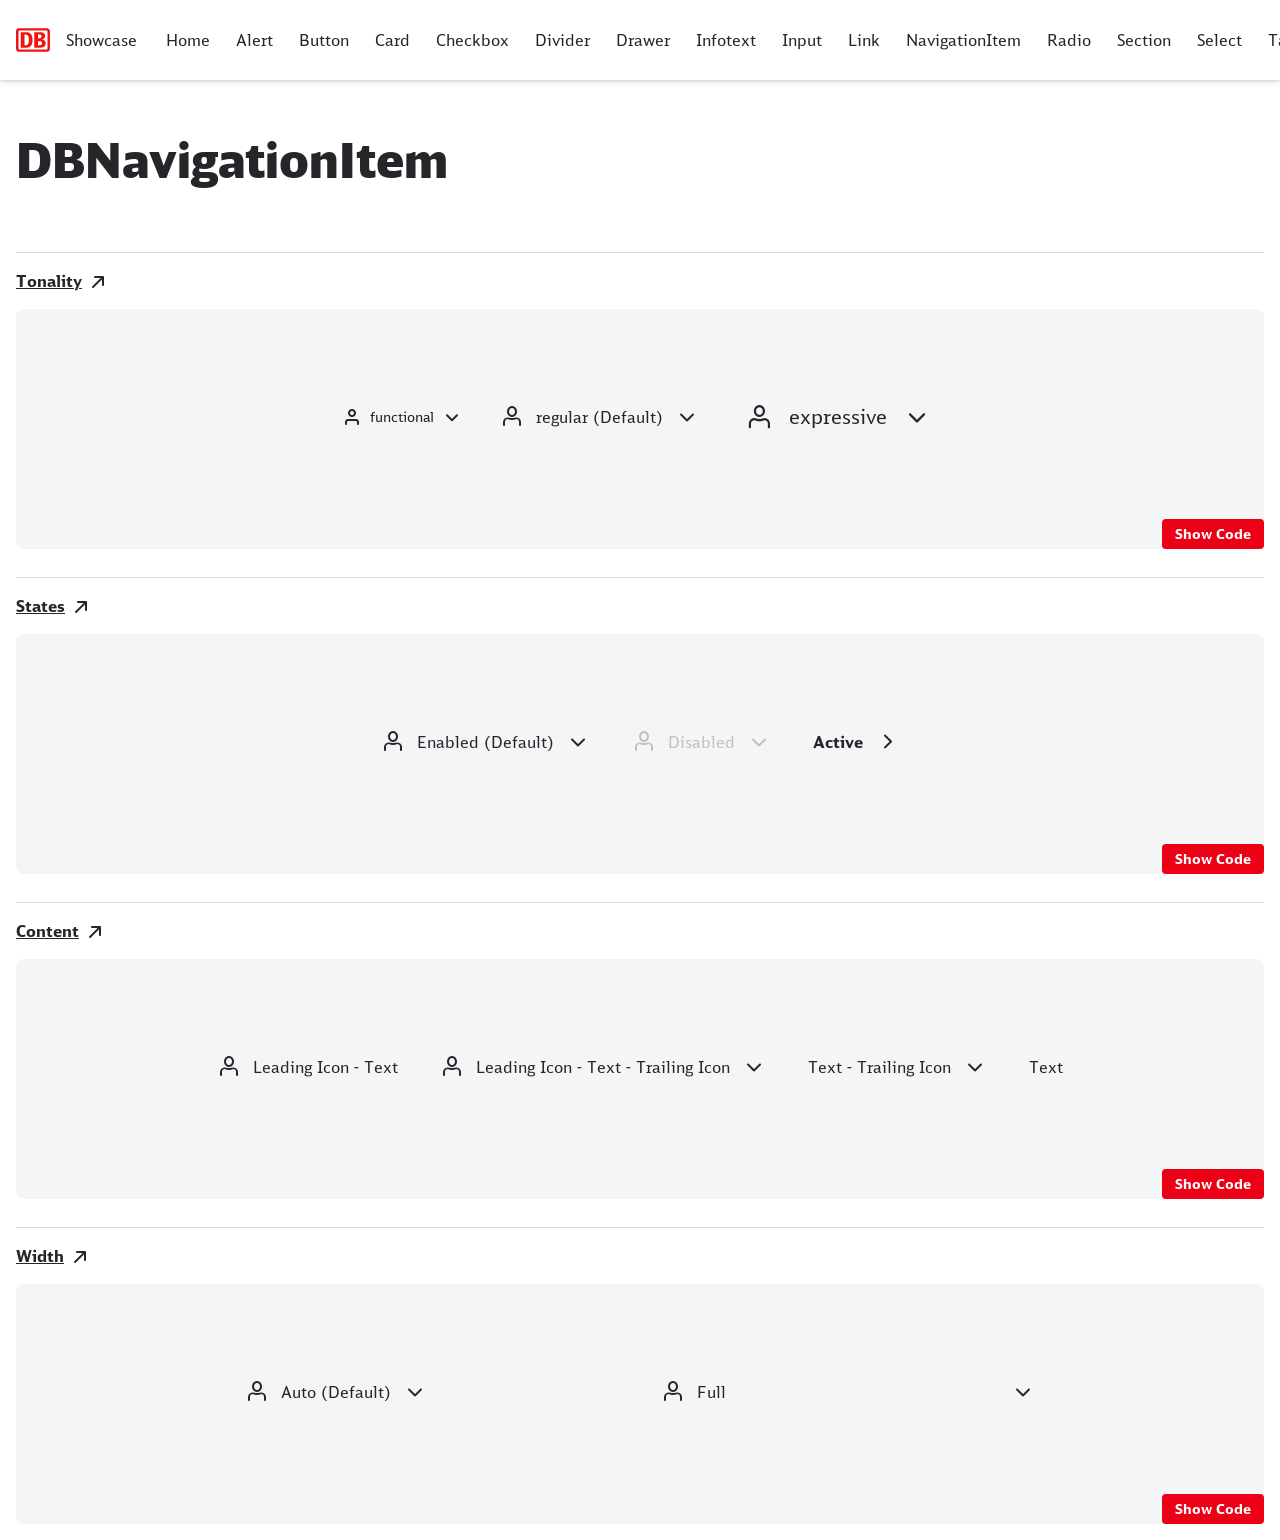 DB Showcase Home Alert Button Card Checkbox Divider Drawer Infotext Input Link NavigationItem Radio Section Select
DBNavigationItem
Tonality
functional regular (Default) expressive
Show Code
States
Enabled (Default) Disabled Active
Show Code
Content
Leading Icon - Text Leading Icon - Text - Trailing Icon Text - Trailing Icon Text
Show Code
Width
Auto (Default) Full
Show Code